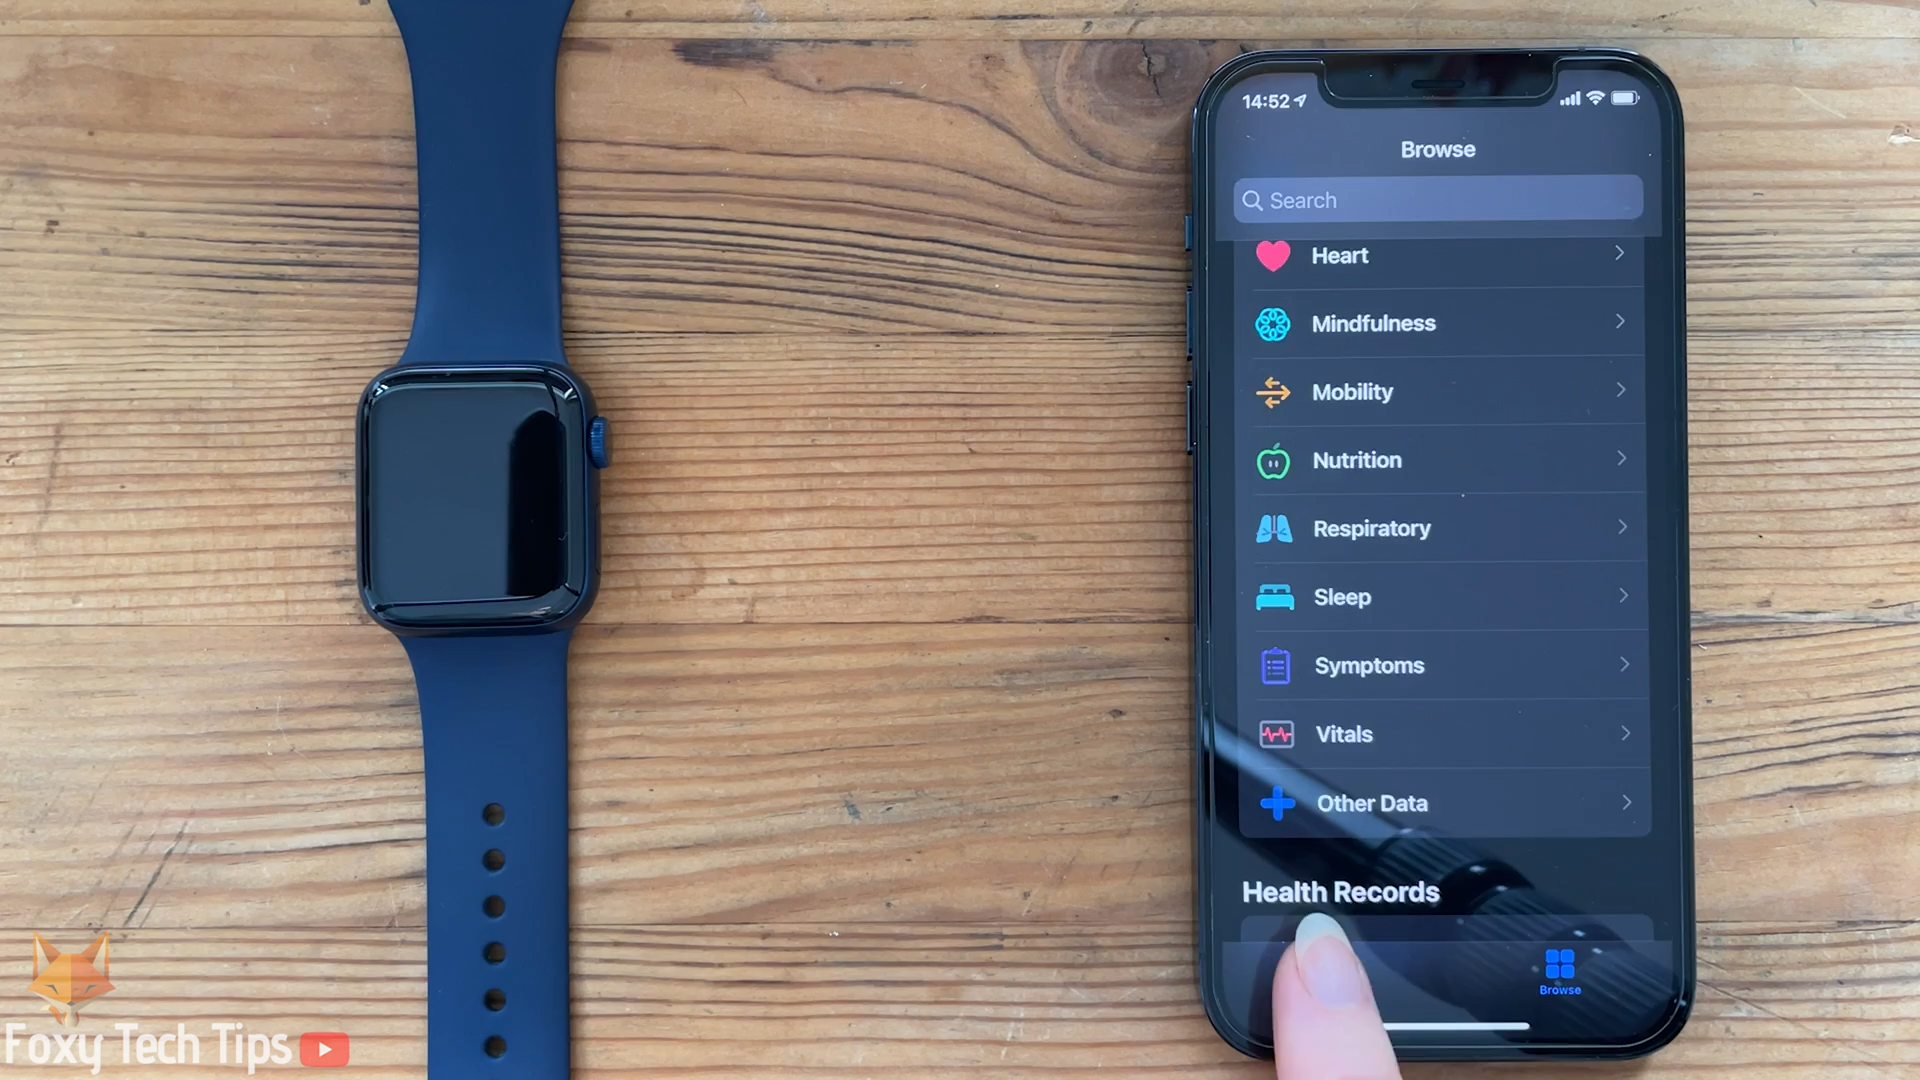 14:52
Browse
Search
Heart
Mindfulness
Mobility
Nutrition
Respiratory
Sleep
Symptoms
Vitals
Other Data
Health Records
Browse
Foxy Tech Tips